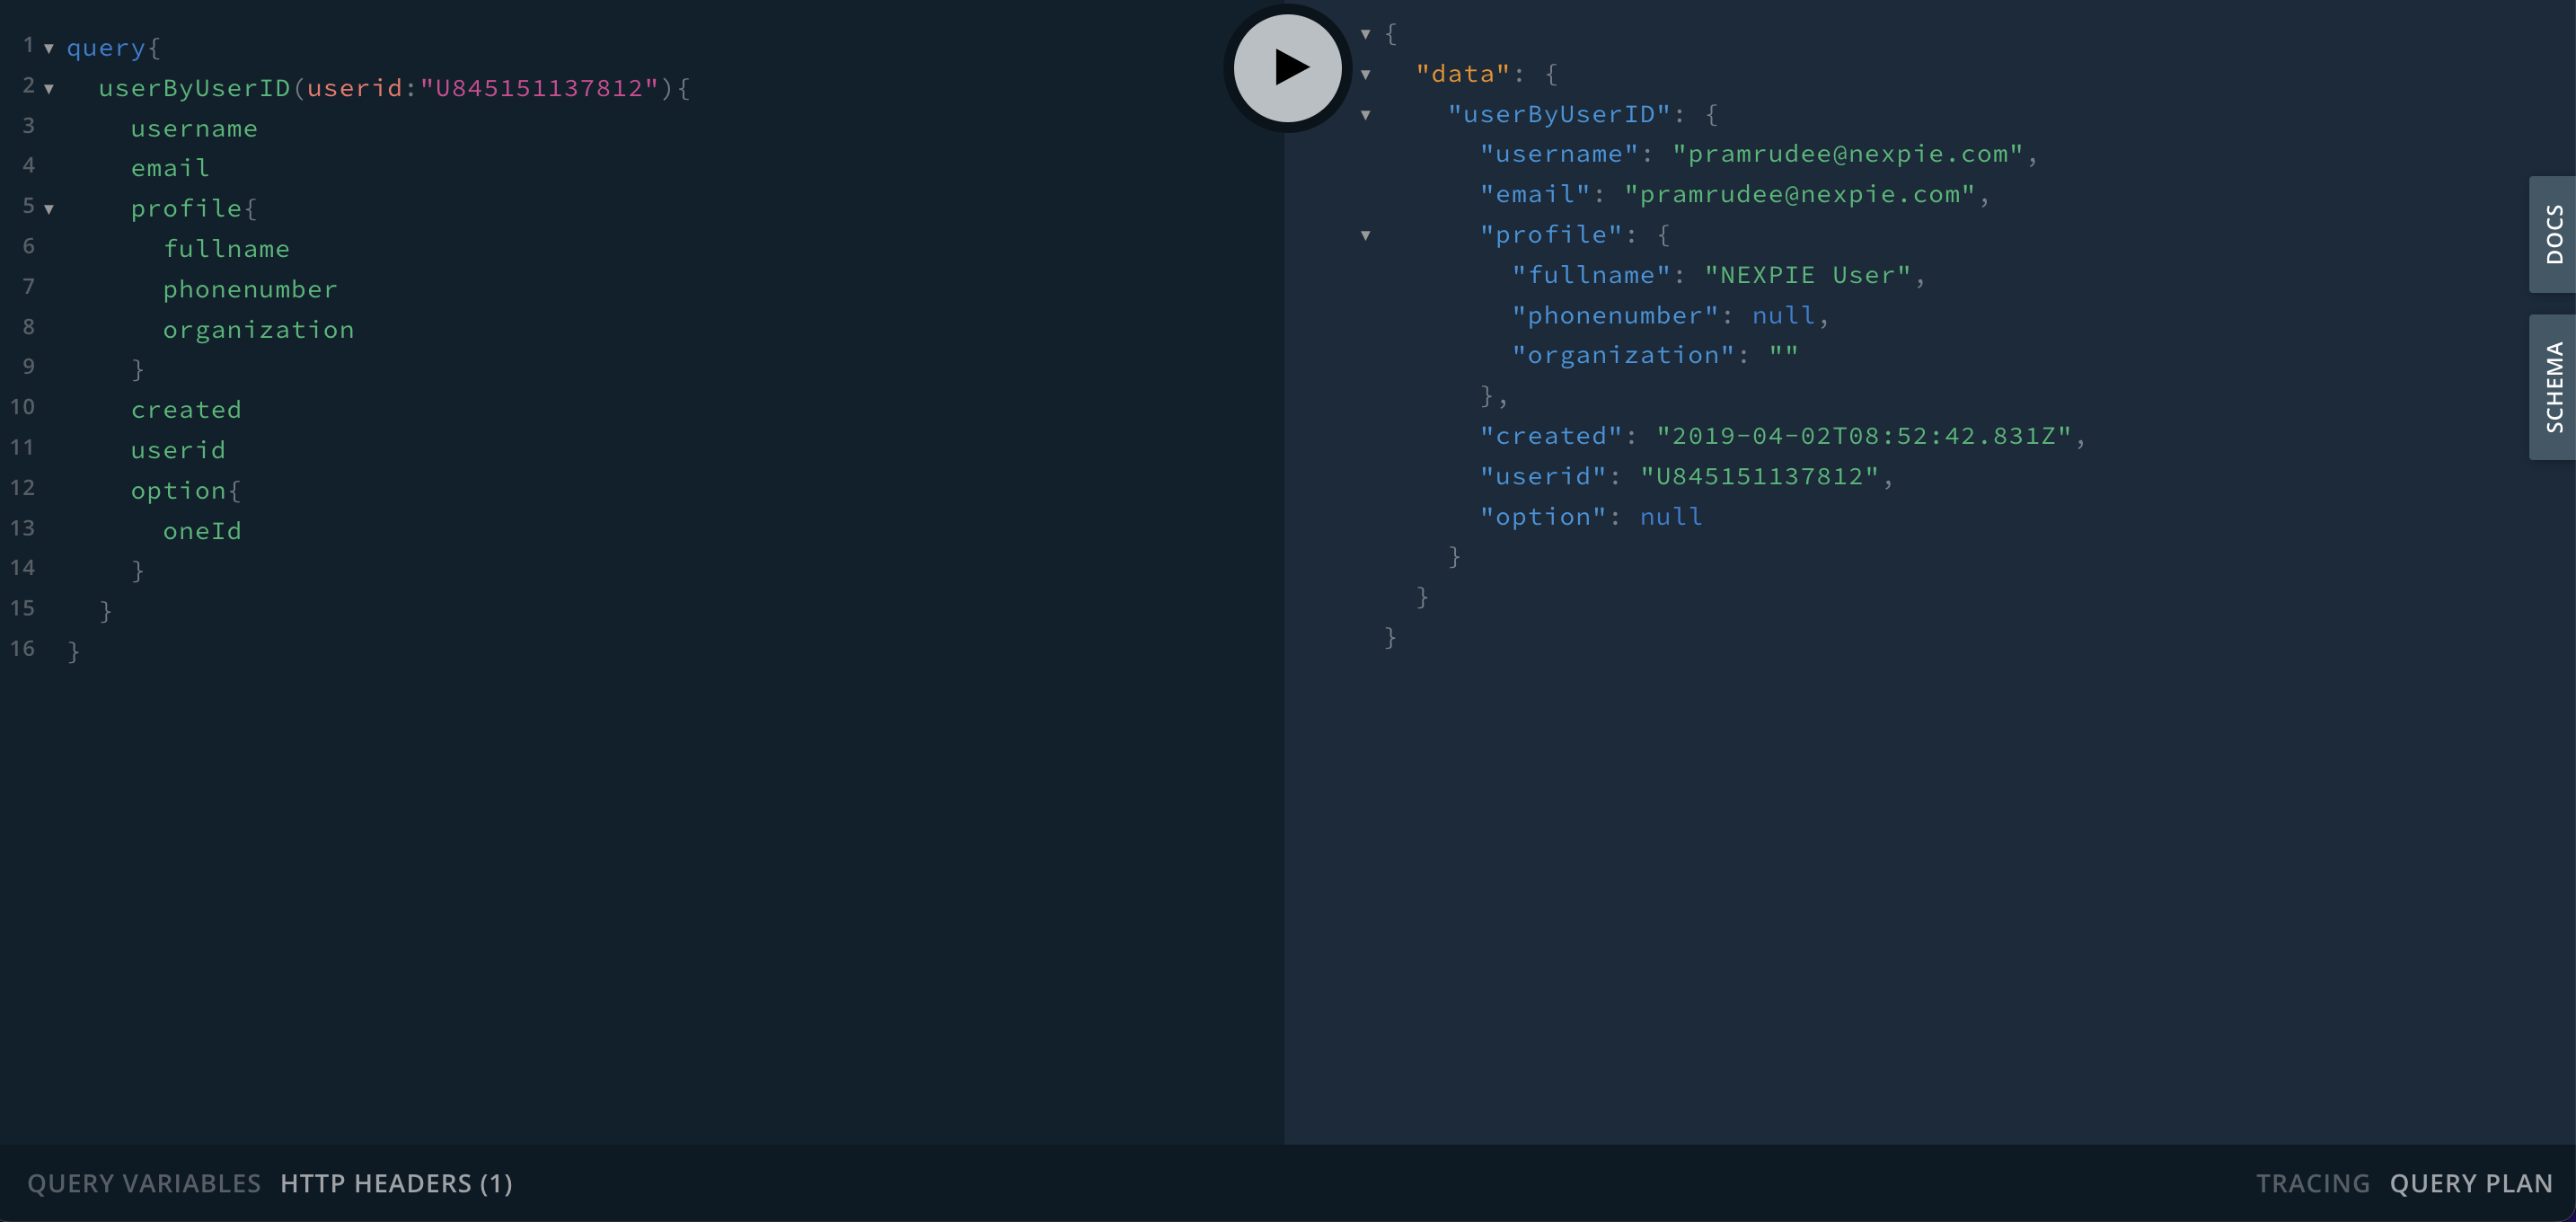 1 query{
2 userByUserID(userid:"U845151137812"){
3 username
4 email
5 profile{
6 fullname
7 phonenumber
8 organization
9 }
10 created
11 userid
12 option{
13 oneId
14 }
15 }
16 }
{
"data": {
"userByUserID": {
"username": "pramrudee@nexpie.com",
"email": "pramrudee@nexpie.com",
"profile": {
"fullname": "NEXPIE User",
"phonenumber": null,
"organization": ""
},
"created": "2019-04-02T08:52:42.831Z",
"userid": "U845151137812",
"option": null
}
}
}
DOCS
SCHEMA
QUERY VARIABLES HTTP HEADERS (1)
TRACING QUERY PLAN